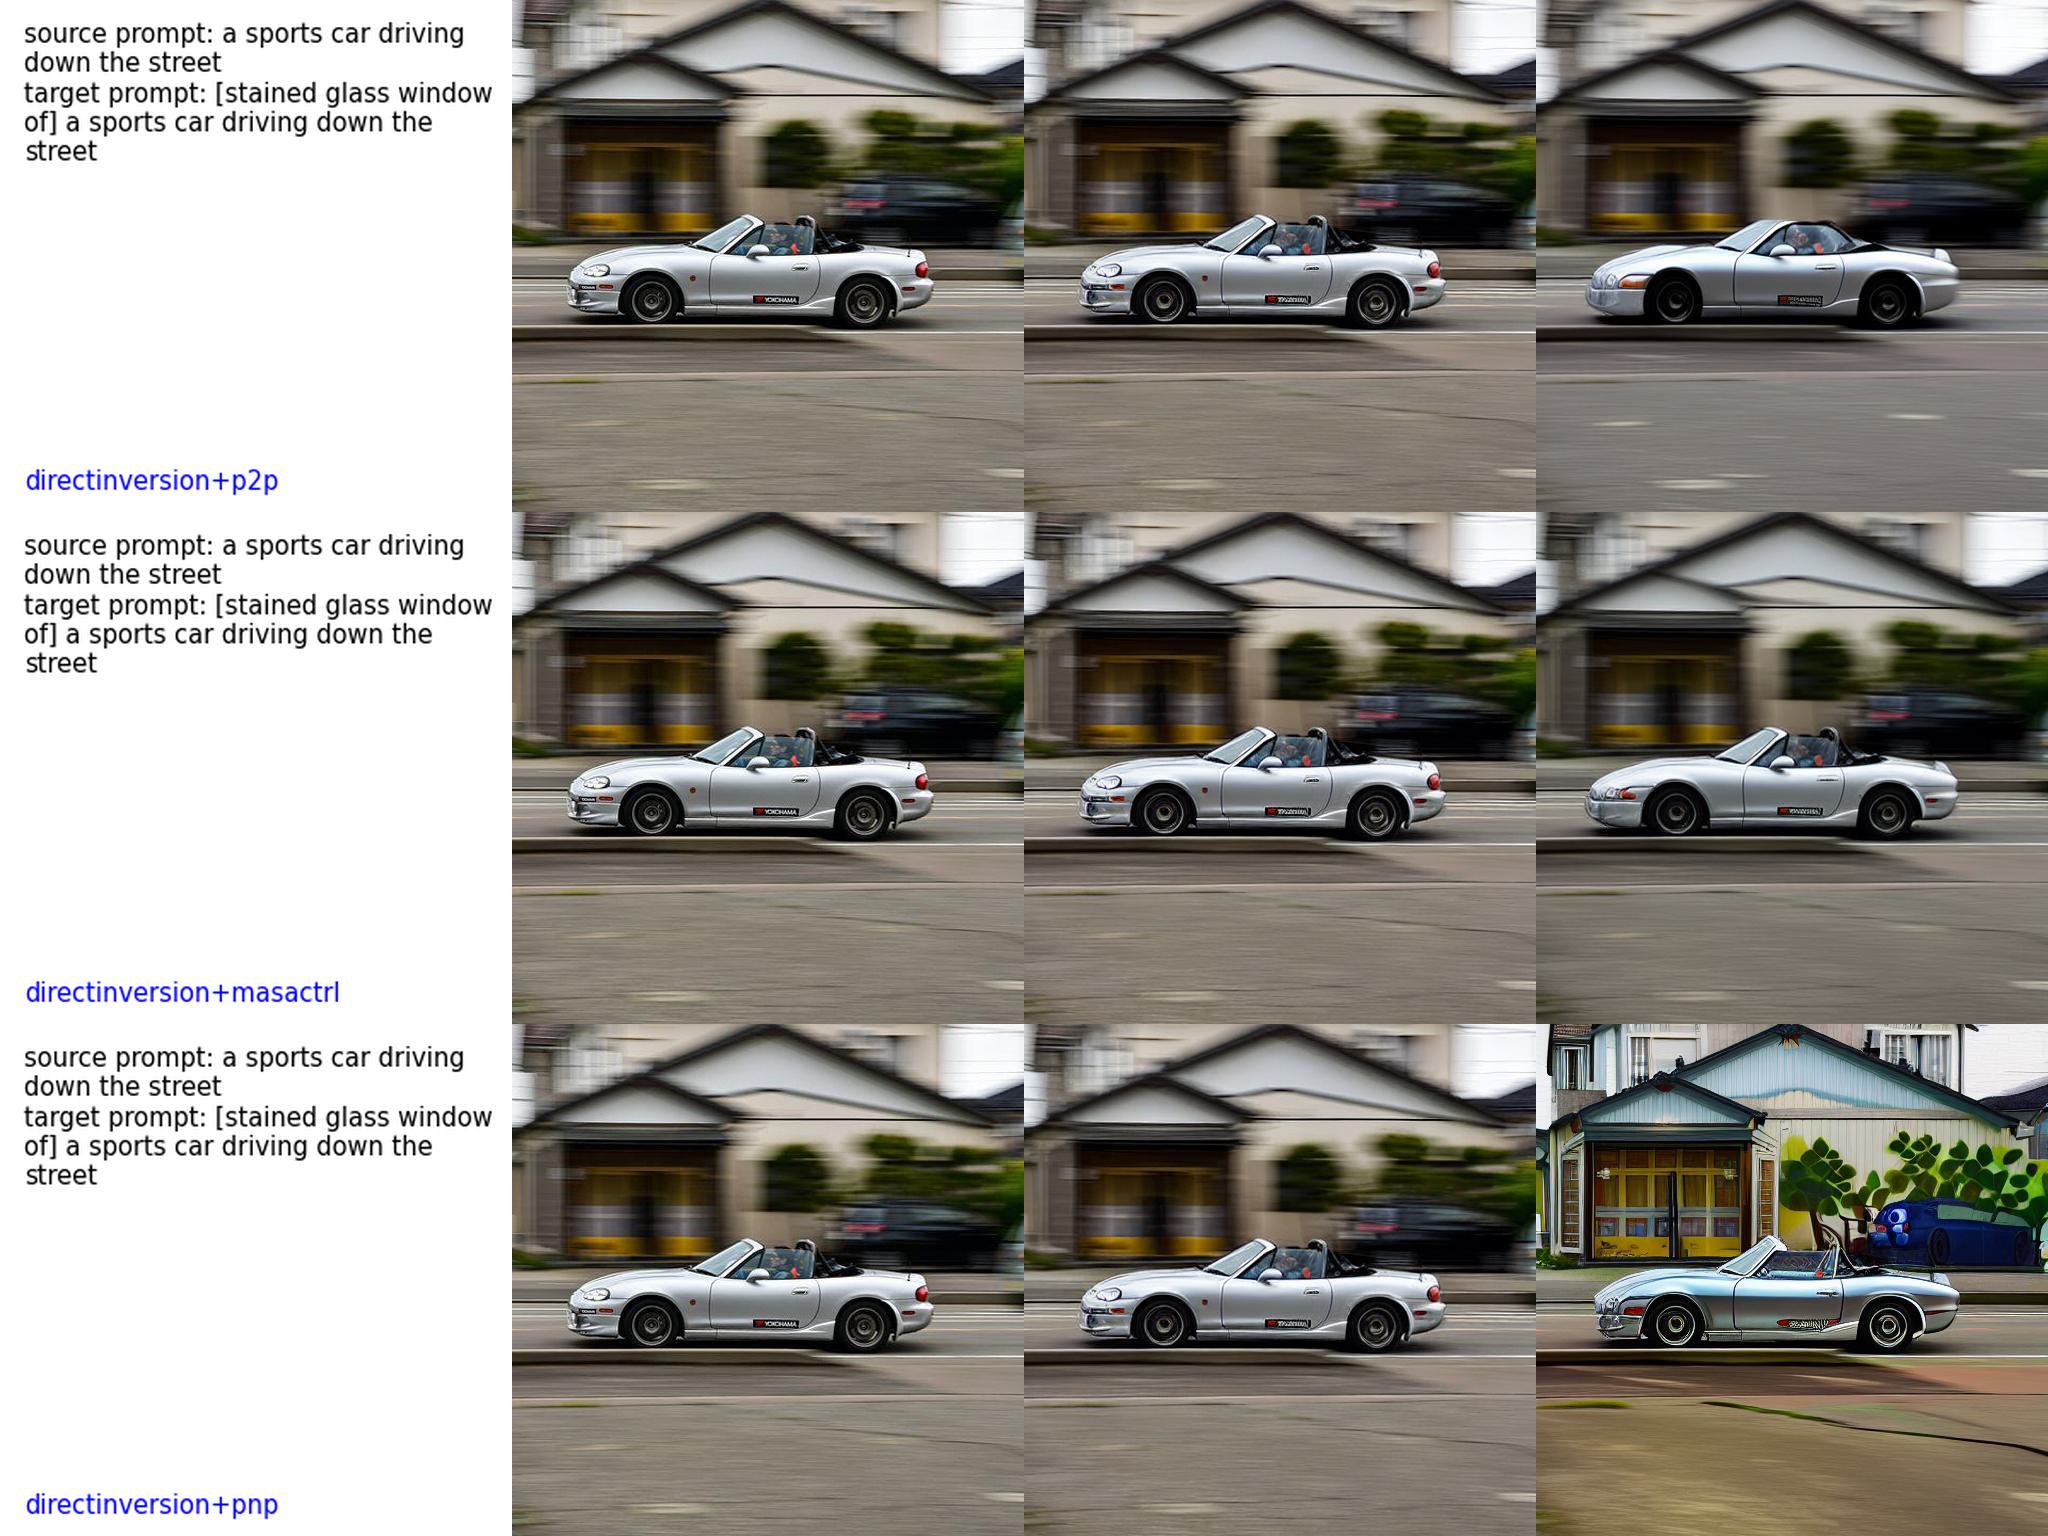 source prompt: a sports car driving
down the street
target prompt: [stained glass window
of] a sports car driving down the
street
YOKOHAMA
directinversion+p2p
source prompt: a sports car driving
down the street
target prompt: [stained glass window
of] a sports car driving down the
street
YOKOHAMA
directinversion+masactrl
source prompt: a sports car driving
down the street
target prompt: [stained glass window
of] a sports car driving down the
street
YOKOHAMA
directinversion+pnp